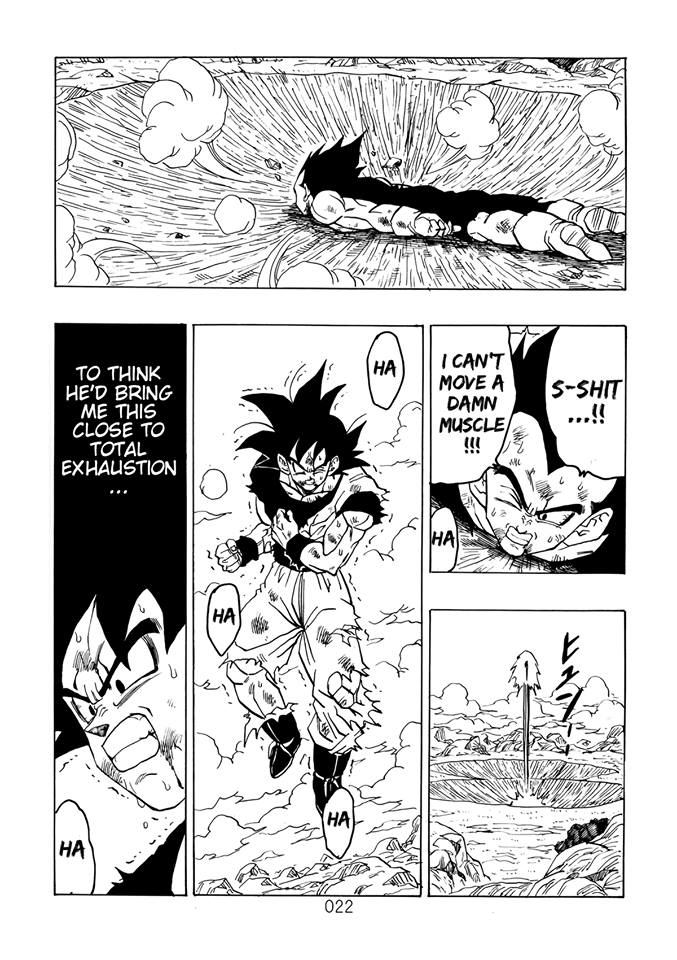 S-SHIT
...!!
I CAN'T
MOVE A
DAMN
MUSCLE
!!!
HA
ヒュン
HA
HA
HA
TO THINK
HE'D BRING
ME THIS
CLOSE TO
TOTAL
EXHAUSTION
...
HA
022